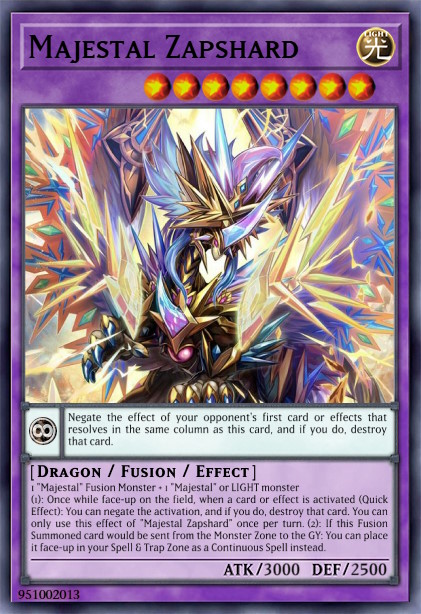 Majestal Zapshard
LIGHT
光
Negate the effect of your opponent's first card or effects that
resolves in the same column as this card, and if you do, destroy
that card.
[Dragon / Fusion / Effect]
1 "Majestal" Fusion Monster + 1 "Majestal" or LIGHT monster
(1): Once while face-up on the field, when a card or effect is activated (Quick
Effect): You can negate the activation, and if you do, destroy that card. You can
only use this effect of "Majestal Zapshard" once per turn. (2): If this Fusion
Summoned card would be sent from the Monster Zone to the GY: You can place
it face-up in your Spell & Trap Zone as a Continuous Spell instead.
ATK/3000 DEF/2500
951002013